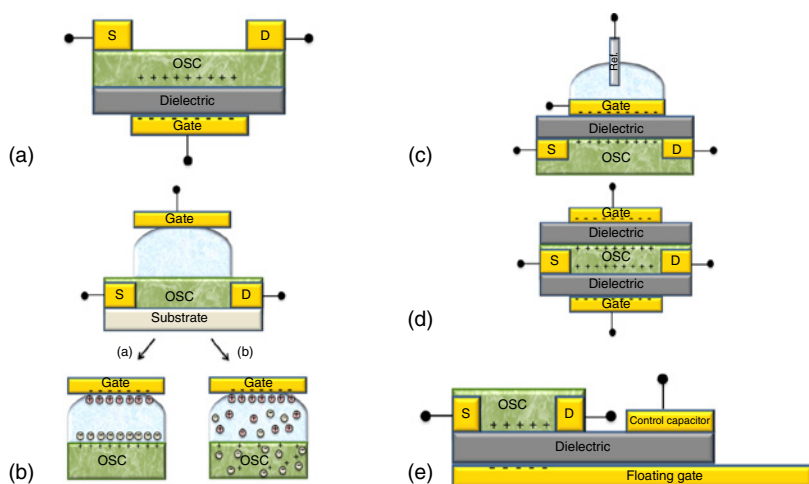 S
D
OSC
+ + + + + + + + +
Dielectric
Gate
(a)
Ref.
Gate
Dielectric
S
OSC
D
(c)
Gate
S
OSC
D
Substrate
(a)
(b)
Gate
OSC
Gate
OSC
(b)
Gate
Dielectric
S
OSC
D
Dielectric
Gate
(d)
S
OSC
D
Control capacitor
+ + + + +
Dielectric
Floating gate
(e)